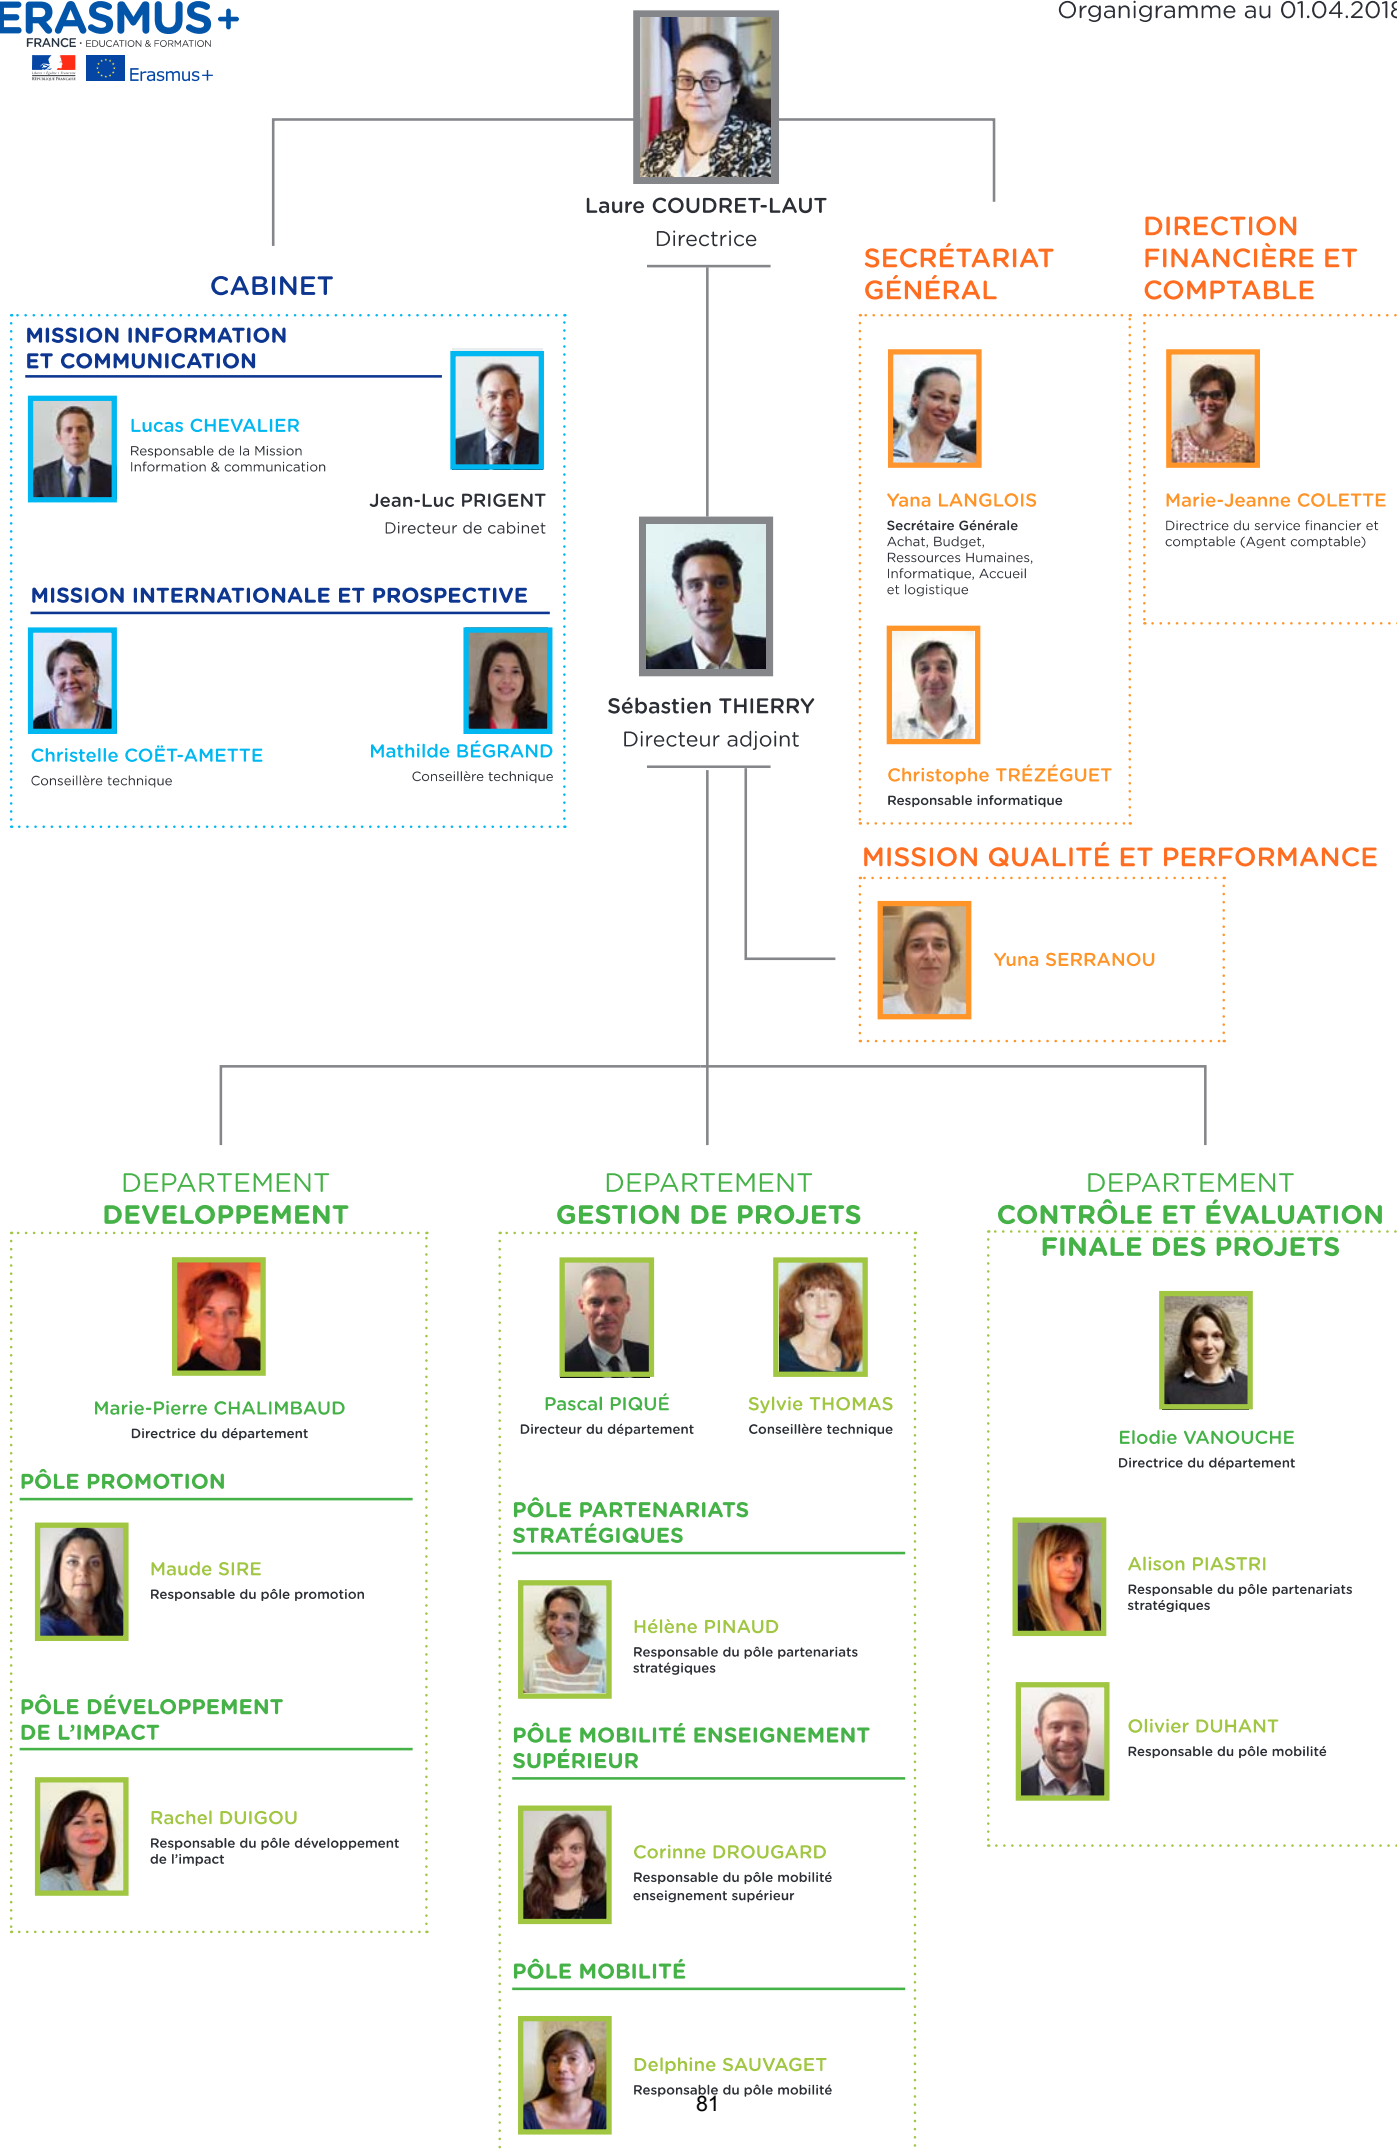 ERASMUS+
FRANCE · EDUCATION & FORMATION
Erasmus+
Organigramme au 01.04.2018
Laure COUDRET-LAUT
Directrice
CABINET
MISSION INFORMATION
ET COMMUNICATION
Lucas CHEVALIER
Responsable de la Mission
Information & communication
Jean-Luc PRIGENT
Directeur de cabinet
MISSION INTERNATIONALE ET PROSPECTIVE
Christelle COËT-AMETTE
Conseillère technique
Mathilde BÉGRAND
Conseillère technique
Sébastien THIERRY
Directeur adjoint
SECRÉTARIAT
GÉNÉRAL
Yana LANGLOIS
Secrétaire Générale
Achat, Budget,
Ressources Humaines,
Informatique, Accueil
et logistique
Christophe TRÉZÉGUET
Responsable informatique
DIRECTION
FINANCIÈRE ET
COMPTABLE
Marie-Jeanne COLETTE
Directrice du service financier et
comptable (Agent comptable)
MISSION QUALITÉ ET PERFORMANCE
Yuna SERRANOU
DEPARTEMENT
DEVELOPPEMENT
Marie-Pierre CHALIMBAUD
Directrice du département
PÔLE PROMOTION
Maude SIRE
Responsable du pôle promotion
PÔLE DÉVELOPPEMENT
DE L'IMPACT
Rachel DUIGOU
Responsable du pôle développement
de l'impact
DEPARTEMENT
GESTION DE PROJETS
Pascal PIQUÉ
Directeur du département
Sylvie THOMAS
Conseillère technique
PÔLE PARTENARIATS
STRATÉGIQUES
Hélène PINAUD
Responsable du pôle partenariats
stratégiques
PÔLE MOBILITÉ ENSEIGNEMENT
SUPÉRIEUR
Corinne DROUGARD
Responsable du pôle mobilité
enseignement supérieur
PÔLE MOBILITÉ
Delphine SAUVAGET
Responsable du pôle mobilité
DEPARTEMENT
CONTRÔLE ET ÉVALUATION
FINALE DES PROJETS
Elodie VANOUCHE
Directrice du département
Alison PIASTRI
Responsable du pôle partenariats
stratégiques
Olivier DUHANT
Responsable du pôle mobilité
81